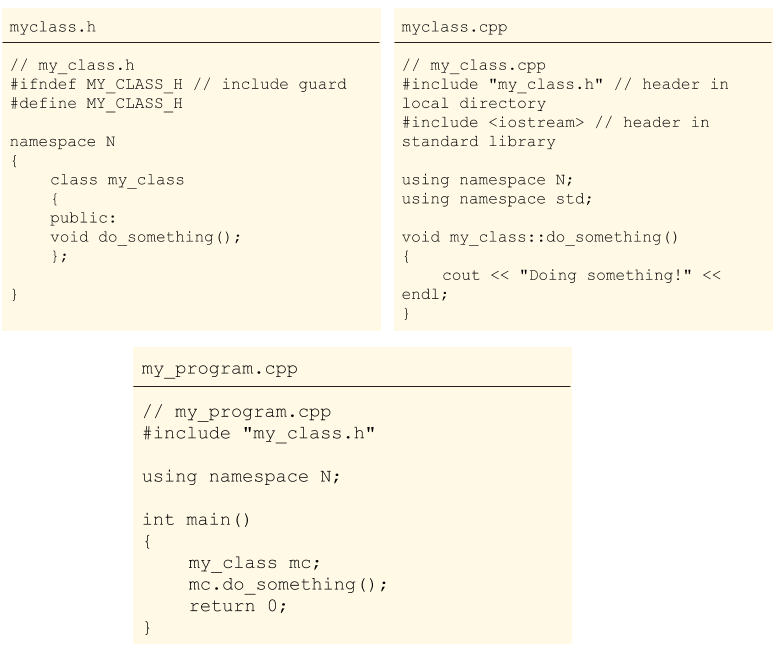 myclass.h
// my_class.h
#ifndef MY_CLASS_H // include guard
#define MY_CLASS_H
namespace N
{
class my_class
{
public:
void do_something();
};
}
myclass.cpp
// my_class.cpp
#include "my_class.h" // header in
local directory
#include <iostream> // header in
standard library
using namespace N;
using namespace std;
void my_class::do_something()
{
cout << "Doing something!" <<
endl;
}
my_program.cpp
// my_program.cpp
#include "my_class.h"
using namespace N;
int main()
{
my_class mc;
mc.do_something();
return 0;
}